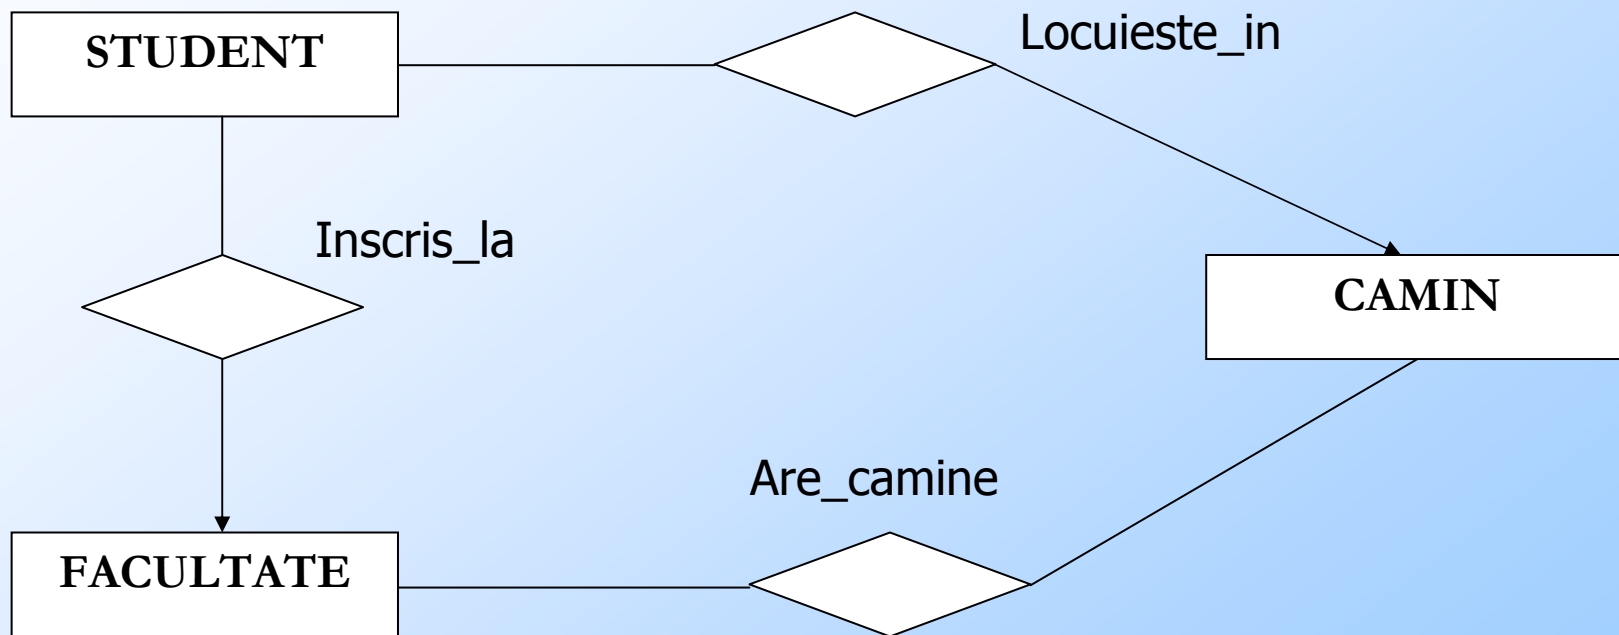 STUDENT
Locuieste_in
Inscris_la
CAMIN
Are_camine
FACULTATE